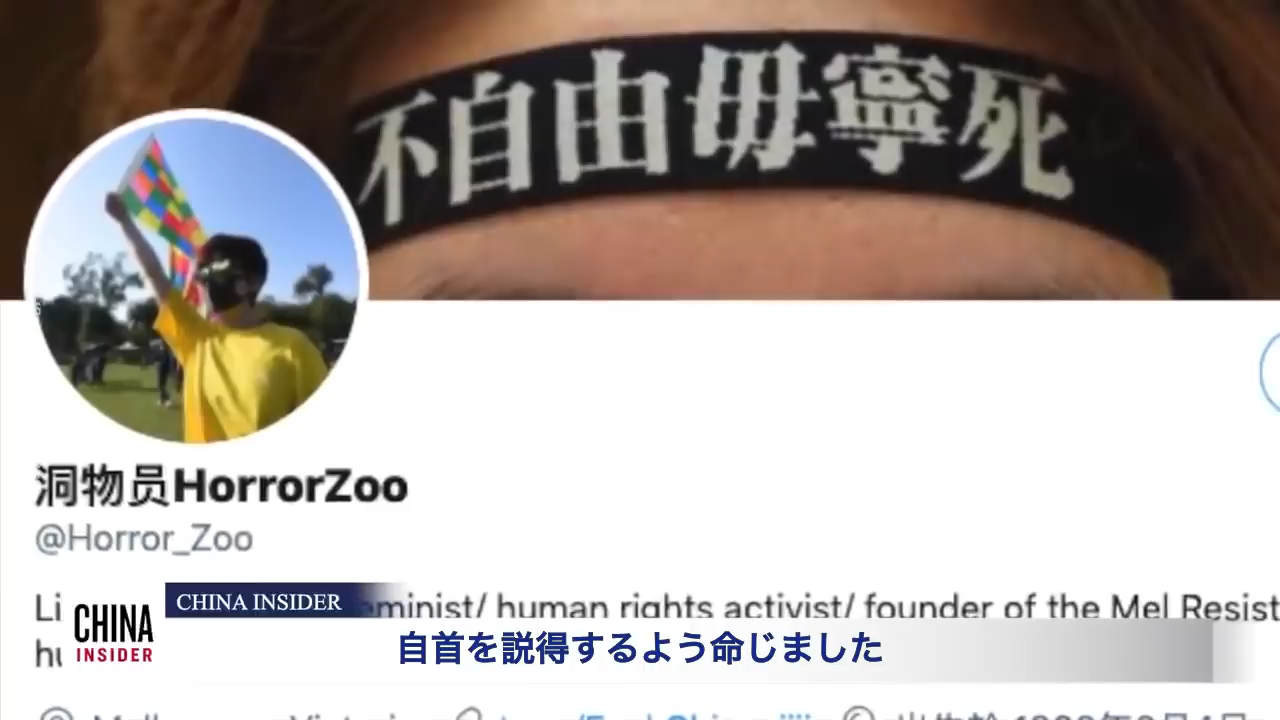 不自由毋寧死
洞物员HorrorZoo
@Horror_Zoo
Li
eminist/ human rights activist/ founder of the Mel Resist
CHINA INSIDER
CHINA
INSIDER
自首を説得するよう命じました